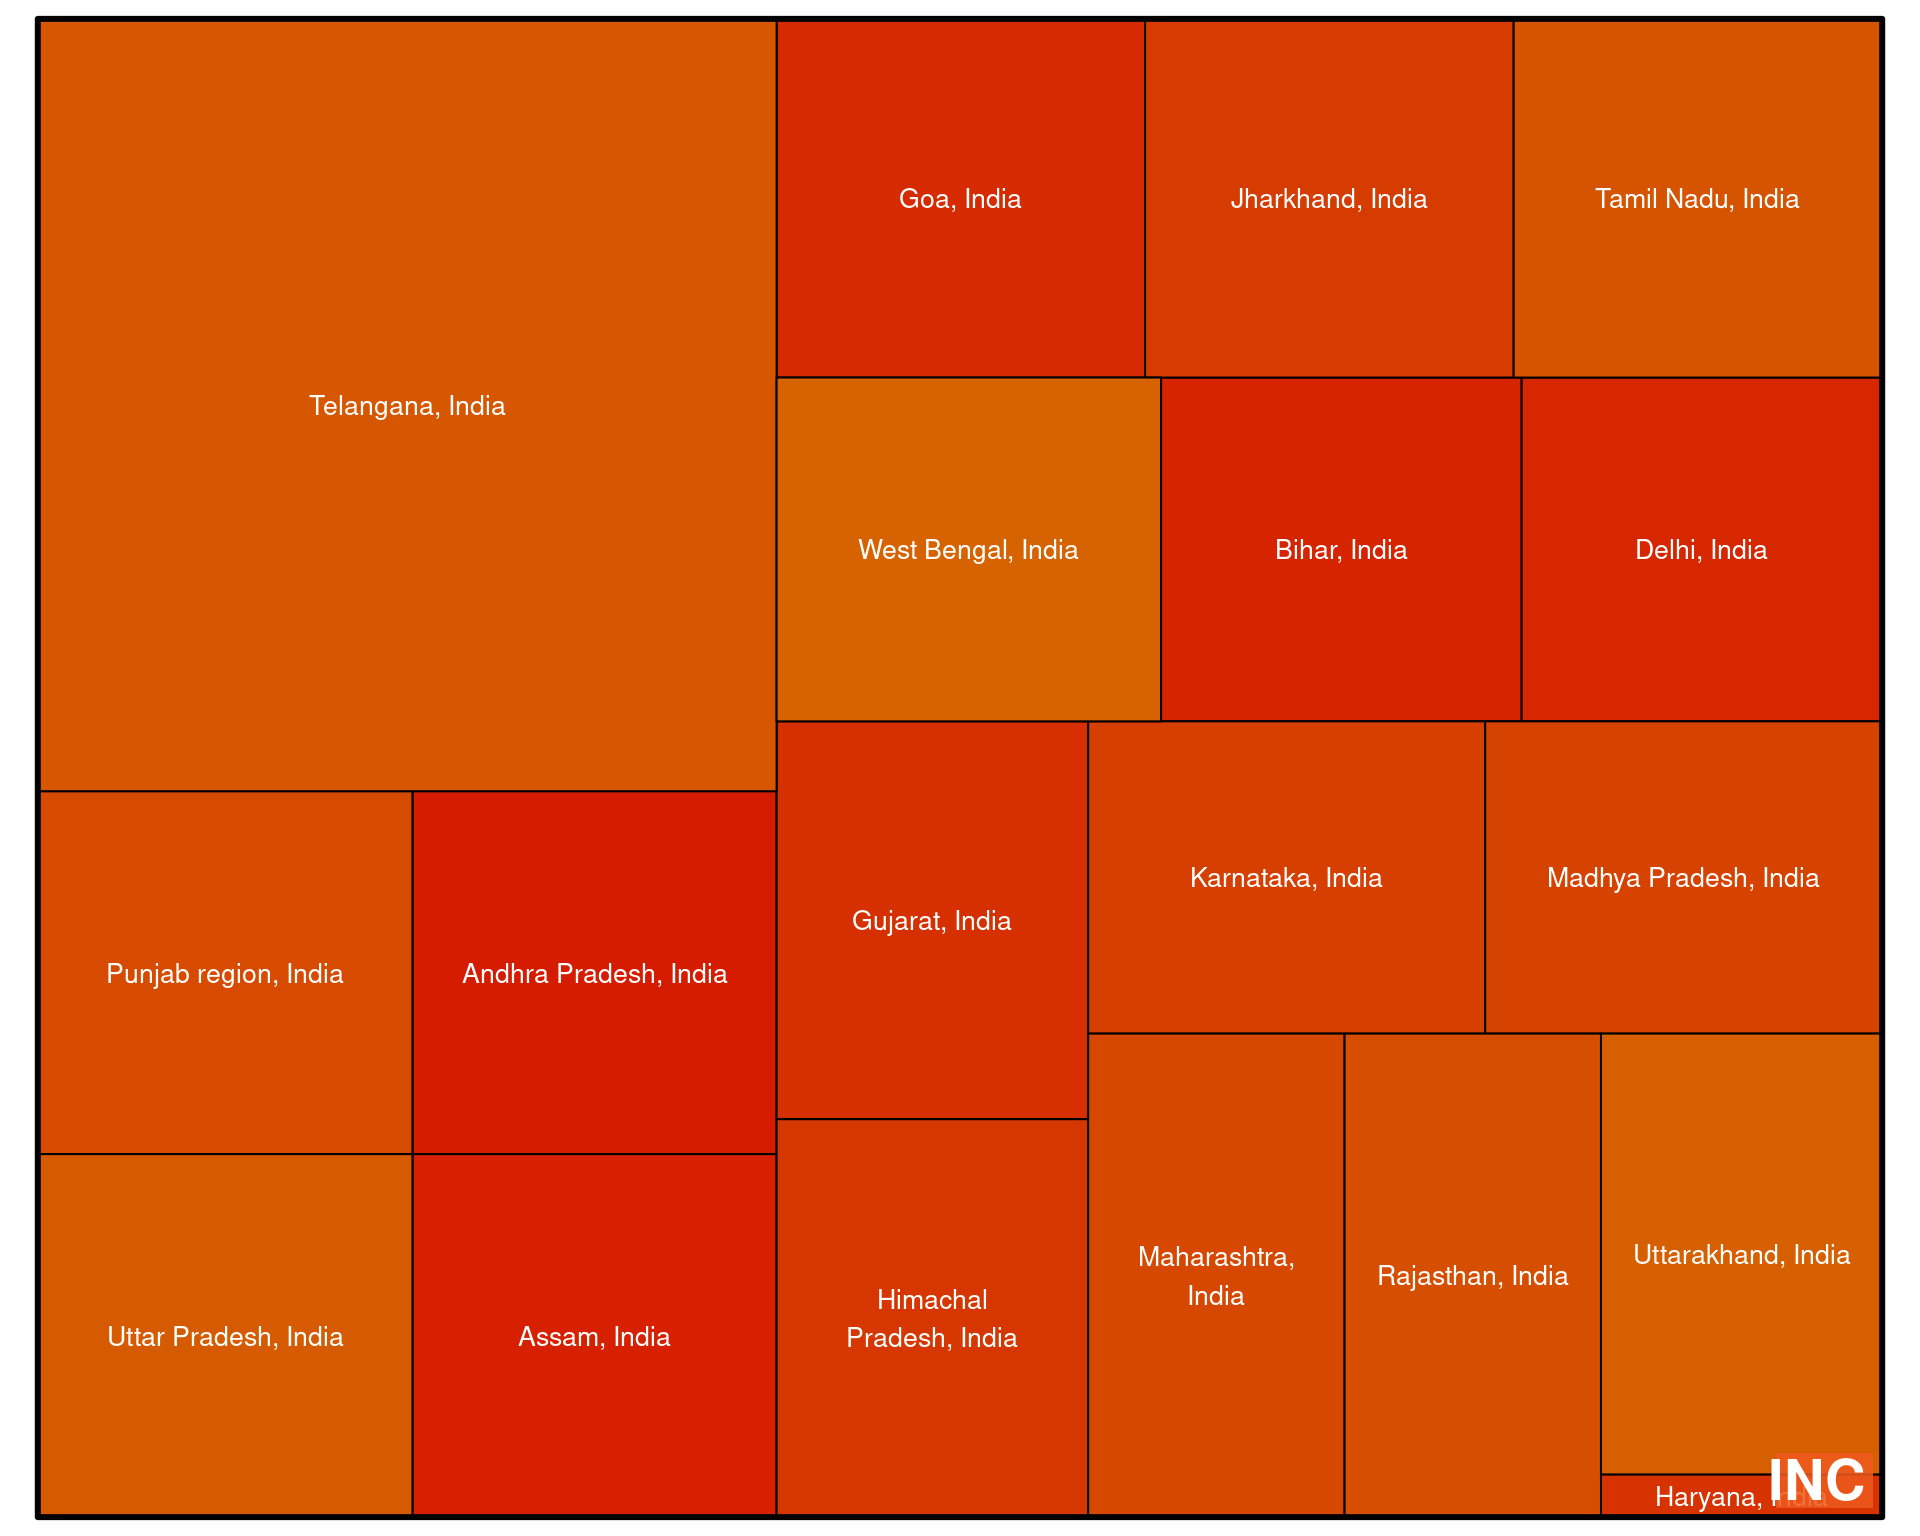 Telangana, India
Goa, India
Jharkhand, India
Tamil Nadu, India
West Bengal, India
Bihar, India
Delhi, India
Punjab region, India
Andhra Pradesh, India
Gujarat, India
Karnataka, India
Madhya Pradesh, India
Uttar Pradesh, India
Assam, India
Himachal
Pradesh, India
Maharashtra,
India
Rajasthan, India
Uttarakhand, India
Haryana, India
INC